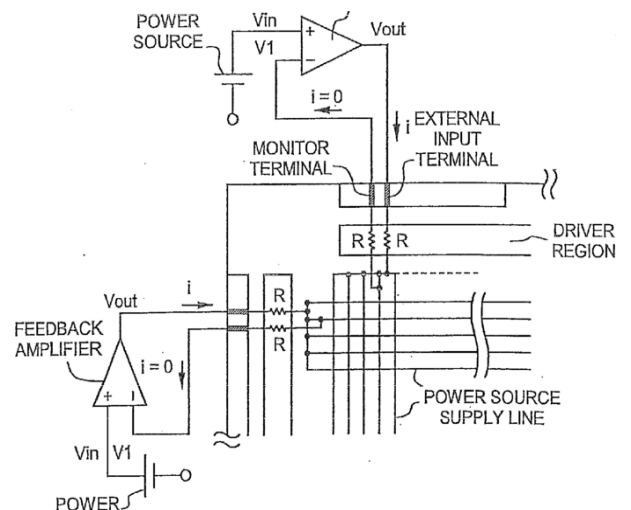 POWER
SOURCE
Vin
V1
+
−
Vout
i = 0
i
EXTERNAL
INPUT
TERMINAL
MONITOR
TERMINAL
R
R
DRIVER
REGION
i
Vout
R
FEEDBACK
AMPLIFIER
i=0
R
+
−
POWER SOURCE
SUPPLY LINE
Vin
V1
POWER